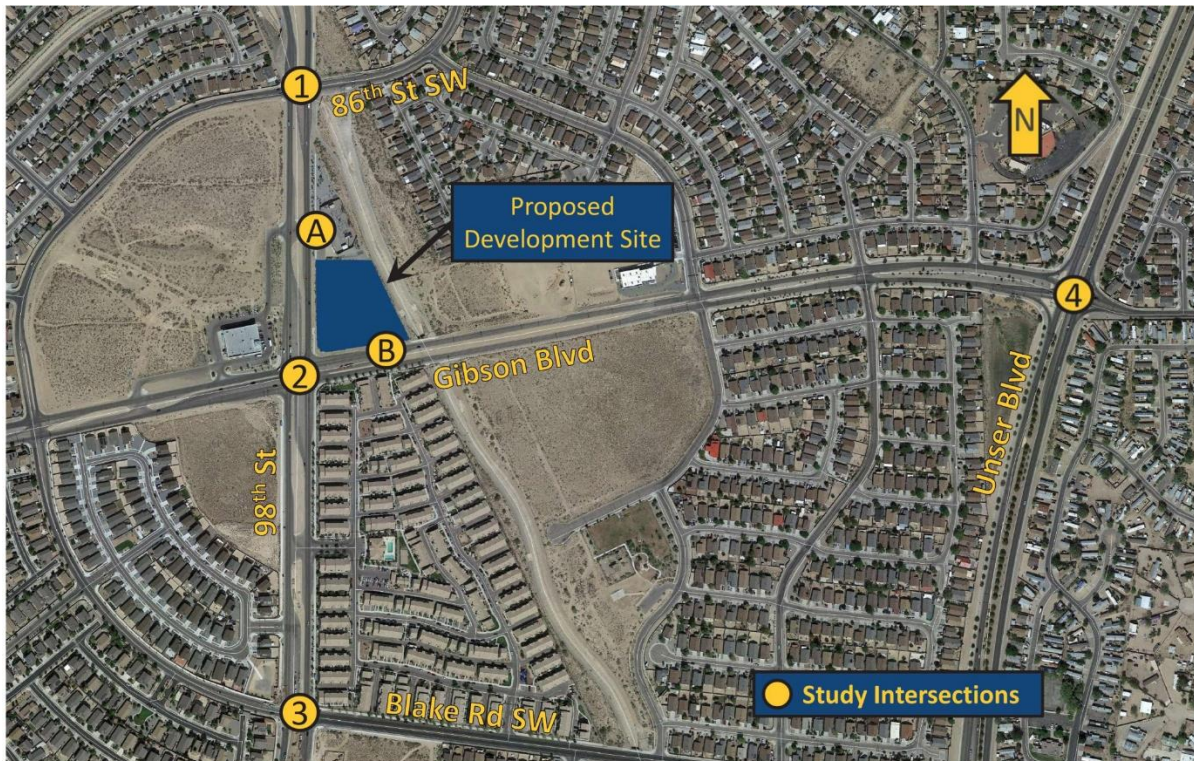 1
86th St SW
N
Proposed
Development Site
A
4
B
Gibson Blvd
2
Unser Blvd
98th St
Study Intersections
3
Blake Rd SW